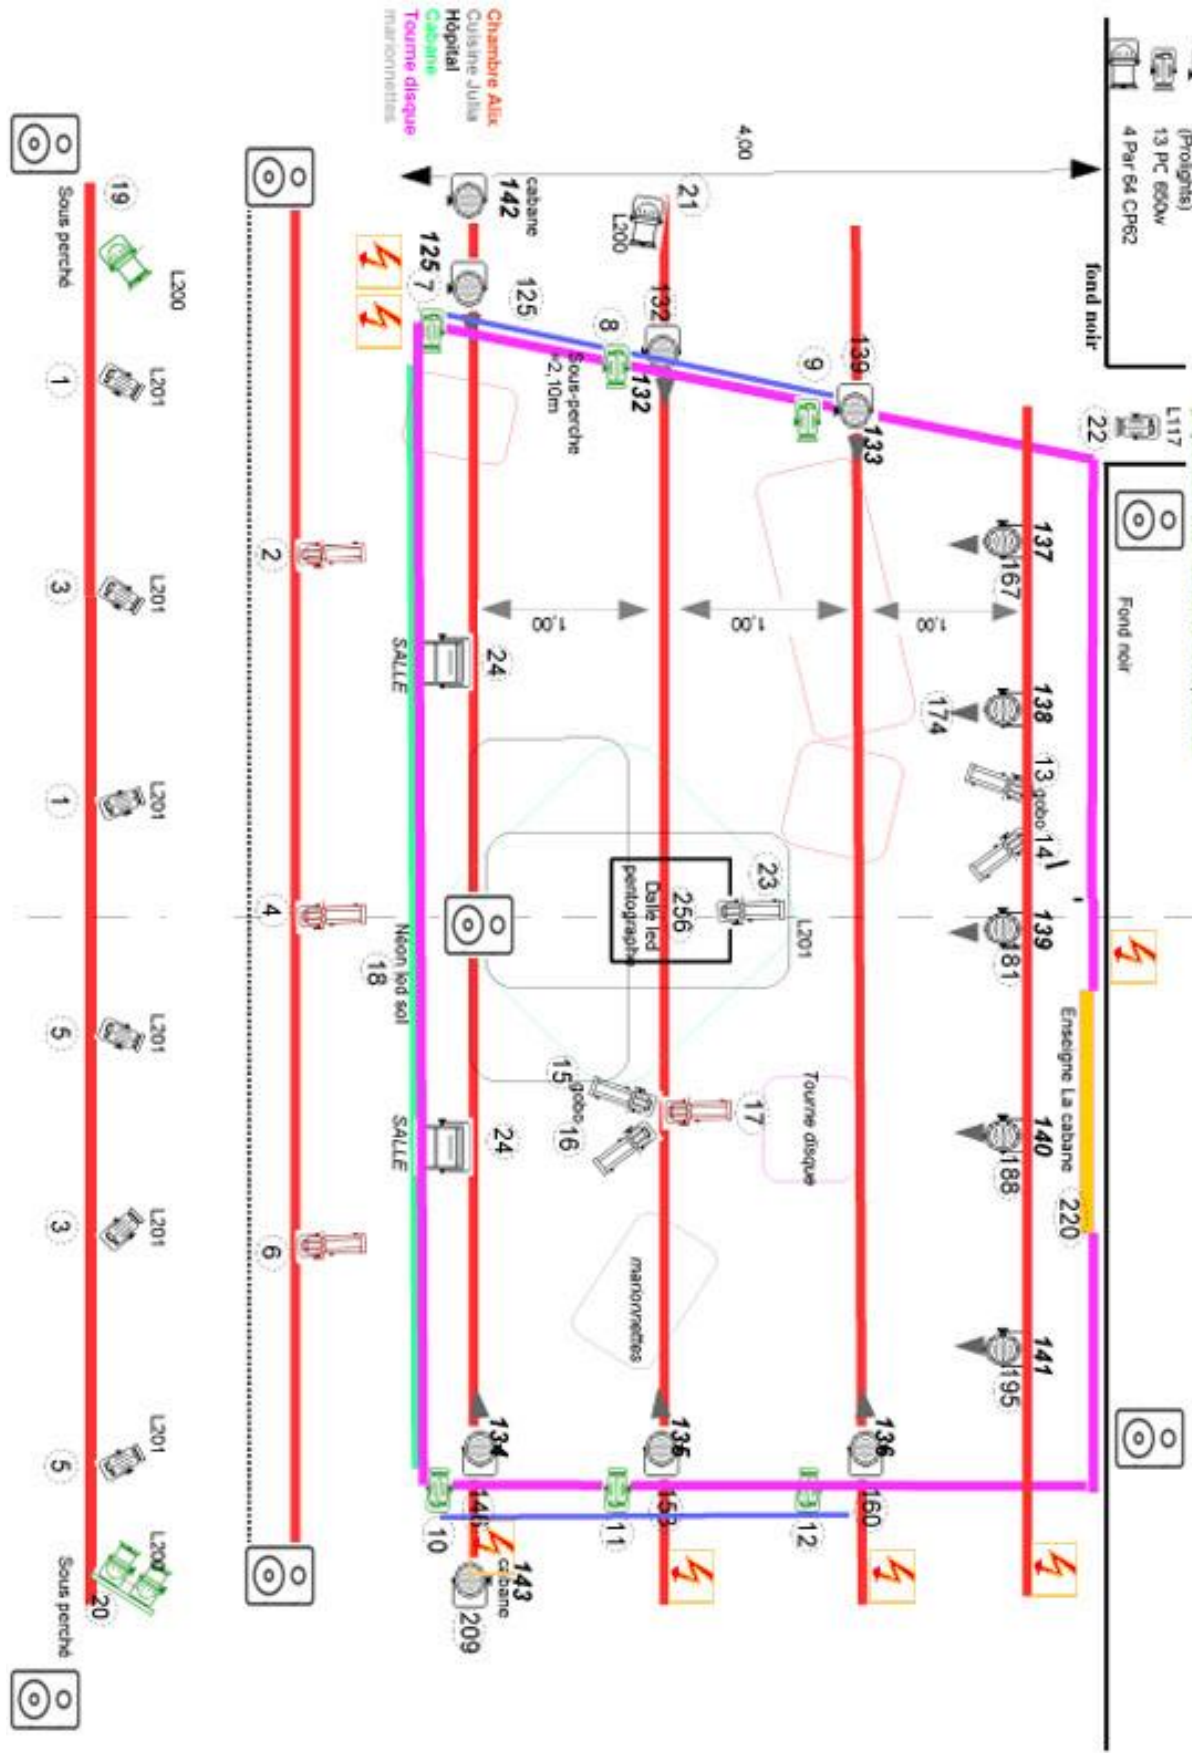 (Prolights)
13 PC 650w
4 Par 64 CP62
fond noir
L117
22
Fond noir
Enseigne La cabane
220
137
167
138
174
13
gobo
14
139
181
140
188
141
195
4,00
139
133
9
136
160
12
1,00
1,00
1,00
21
L200
132
8
132
Sous-perche
≈2,10m
23
L201
256
Dalle led
pentographe
17
Tourne disque
15
gobo
16
marionnettes
135
153
11
cabane
142
125
7
125
24
SALLE
24
SALLE
Néon led sol
18
134
146
10
143
cabane
209
Chambre Alix
Cuisine Julia
Hôpital
Cabane
Tourne disque
marionnettes
2
4
6
L200
19
Sous perché
L201
1
L201
3
L201
1
L201
5
L201
3
L201
5
L200
20
Sous perché